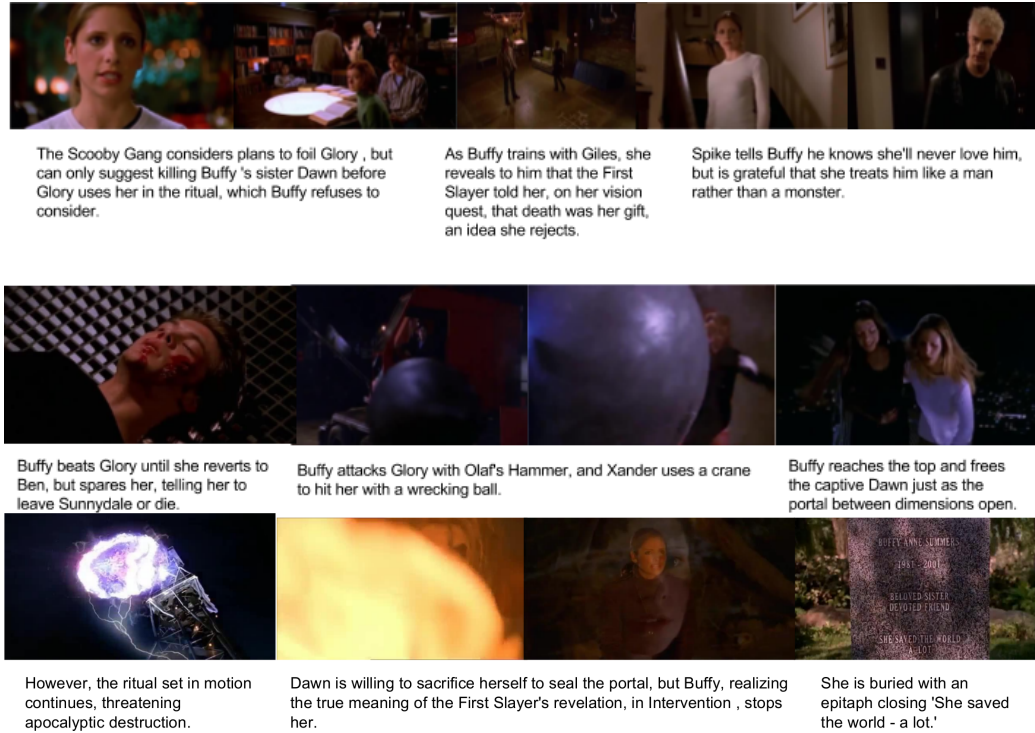 The Scooby Gang considers plans to foil Glory , but
can only suggest killing Buffy 's sister Dawn before
Glory uses her in the ritual, which Buffy refuses to
consider.
As Buffy trains with Giles, she
reveals to him that the First
Slayer told her, on her vision
quest, that death was her gift,
an idea she rejects.
Spike tells Buffy he knows she'll never love him,
but is grateful that she treats him like a man
rather than a monster.
Buffy beats Glory until she reverts to
Ben, but spares her, telling her to
leave Sunnydale or die.
Buffy attacks Glory with Olaf's Hammer, and Xander uses a crane
to hit her with a wrecking ball.
Buffy reaches the top and frees
the captive Dawn just as the
portal between dimensions open.
BUFFY ANNE SUMMERS
1981 - 2001
BELOVED SISTER
DEVOTED FRIEND
SHE SAVED THE WORLD
A LOT
However, the ritual set in motion
continues, threatening
apocalyptic destruction.
Dawn is willing to sacrifice herself to seal the portal, but Buffy, realizing
the true meaning of the First Slayer's revelation, in Intervention , stops
her.
She is buried with an
epitaph closing 'She saved
the world - a lot.'